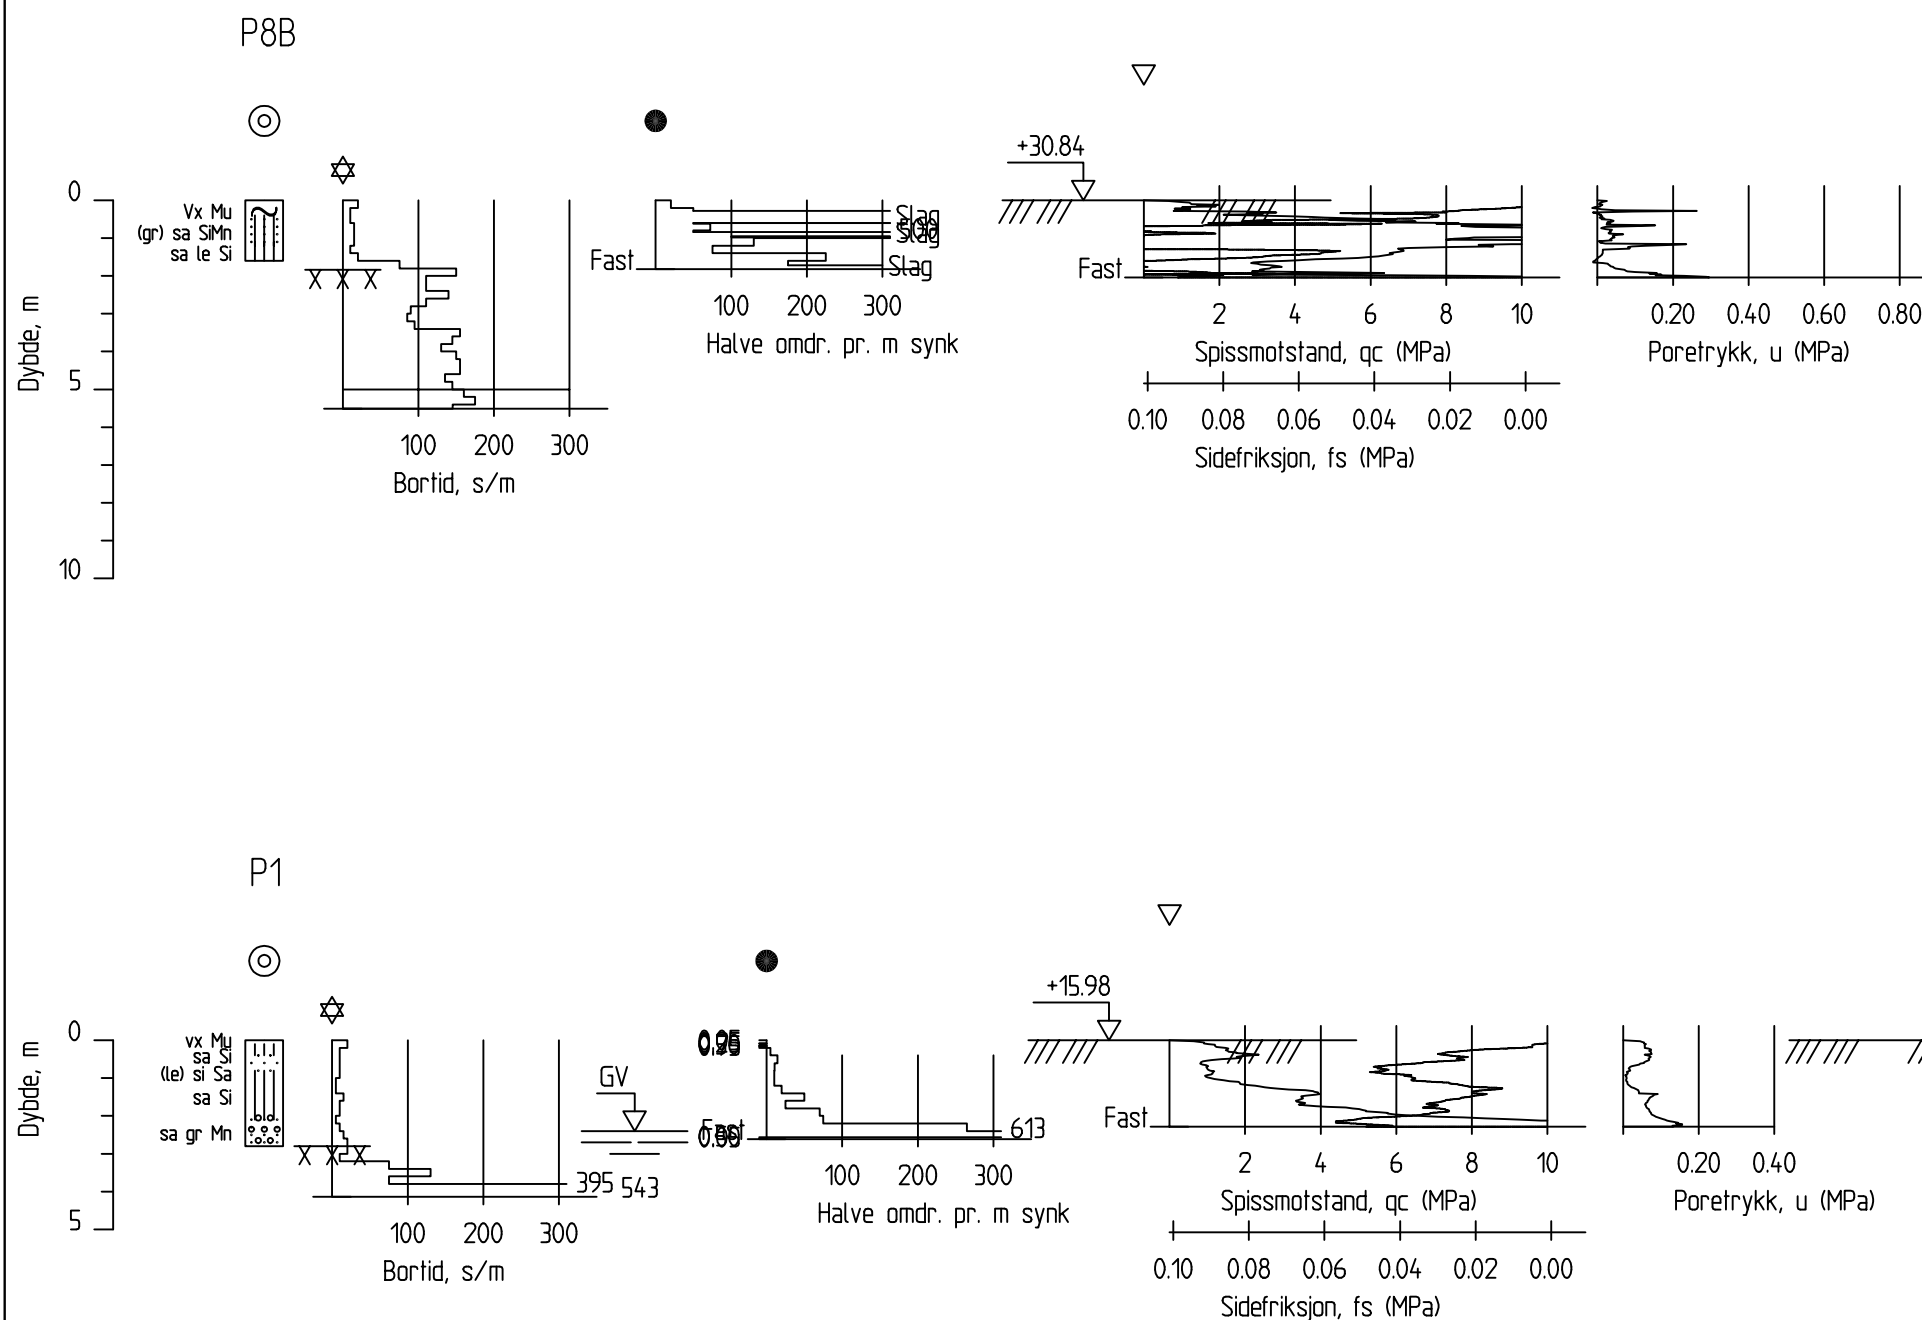 P8B
+30.84
0
Vx Mu
(gr) sa SiMn
sa le Si
Fast
Slag
500
Slag
Slag
Fast
Dybde, m
5
10
100 200 300
Bortid, s/m
100 200 300
Halve omdr. pr. m synk
2 4 6 8 10
Spissmotstand, qc (MPa)
0.10 0.08 0.06 0.04 0.02 0.00
Sidefriksjon, fs (MPa)
0.20 0.40 0.60 0.80
Poretrykk, u (MPa)
P1
+15.98
0
vx Mu
sa Si
(le) si Sa
sa Si
sa gr Mn
GV
Fast
613
Fast
Dybde, m
5
395 543
100 200 300
Bortid, s/m
100 200 300
Halve omdr. pr. m synk
2 4 6 8 10
Spissmotstand, qc (MPa)
0.10 0.08 0.06 0.04 0.02 0.00
Sidefriksjon, fs (MPa)
0.20 0.40
Poretrykk, u (MPa)